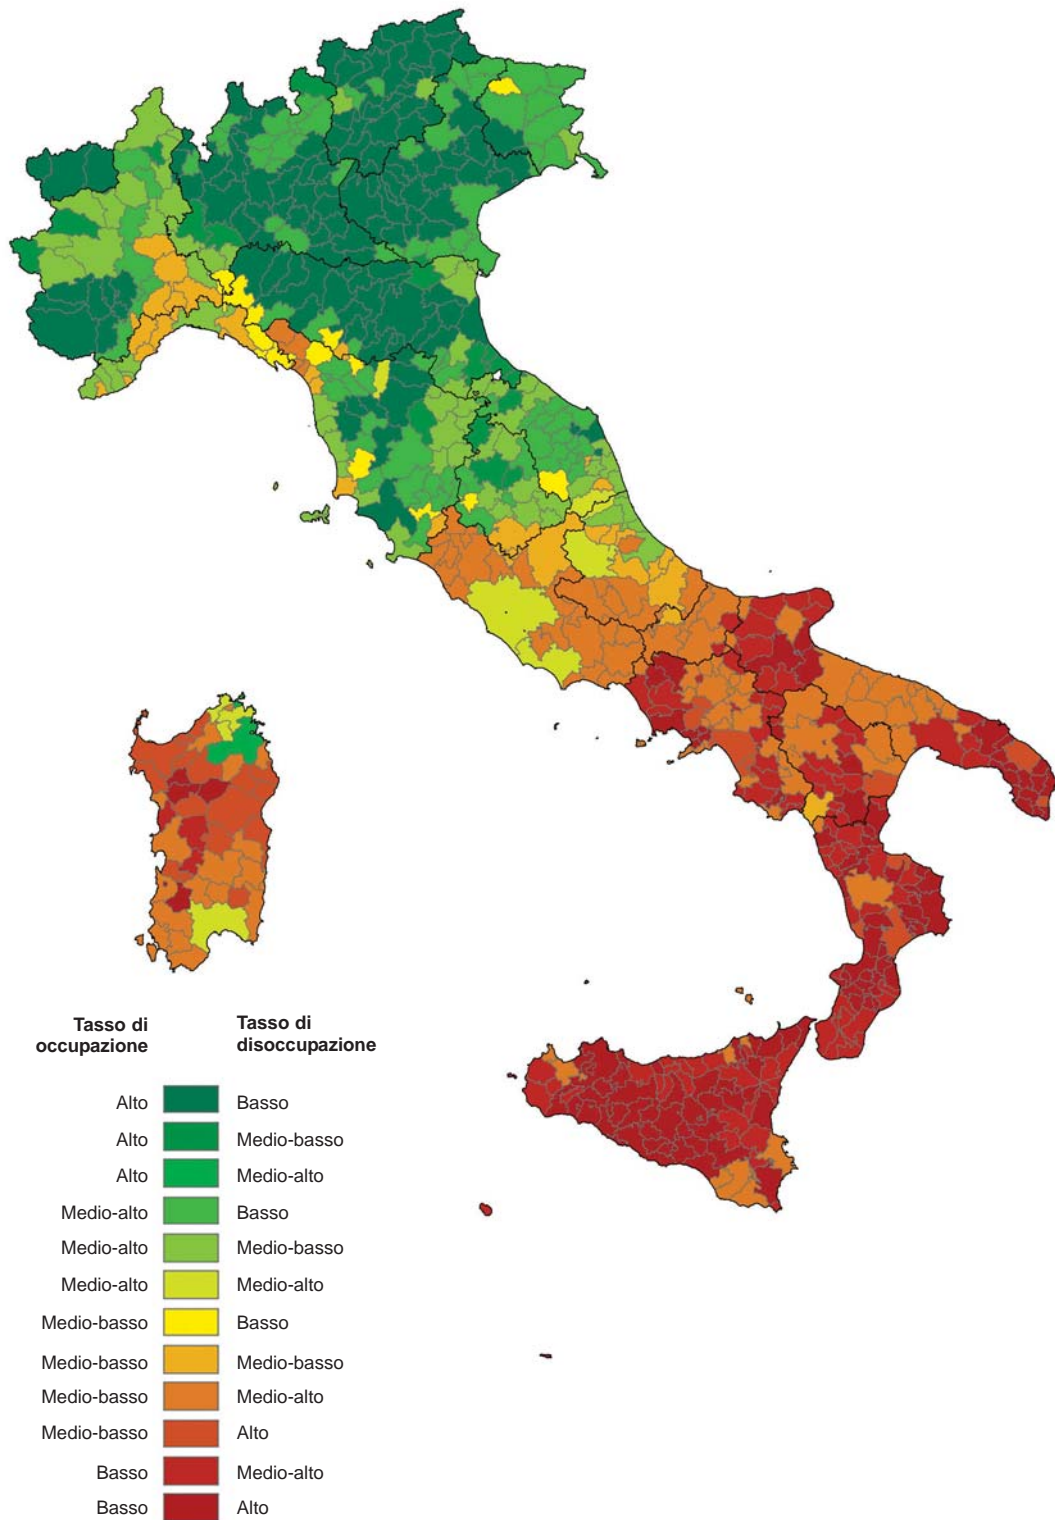 Tasso di occupazione
Tasso di disoccupazione
Alto Basso
Alto Medio-basso
Alto Medio-alto
Medio-alto Basso
Medio-alto Medio-basso
Medio-alto Medio-alto
Medio-basso Basso
Medio-basso Medio-basso
Medio-basso Medio-alto
Medio-basso Alto
Basso Medio-alto
Basso Alto